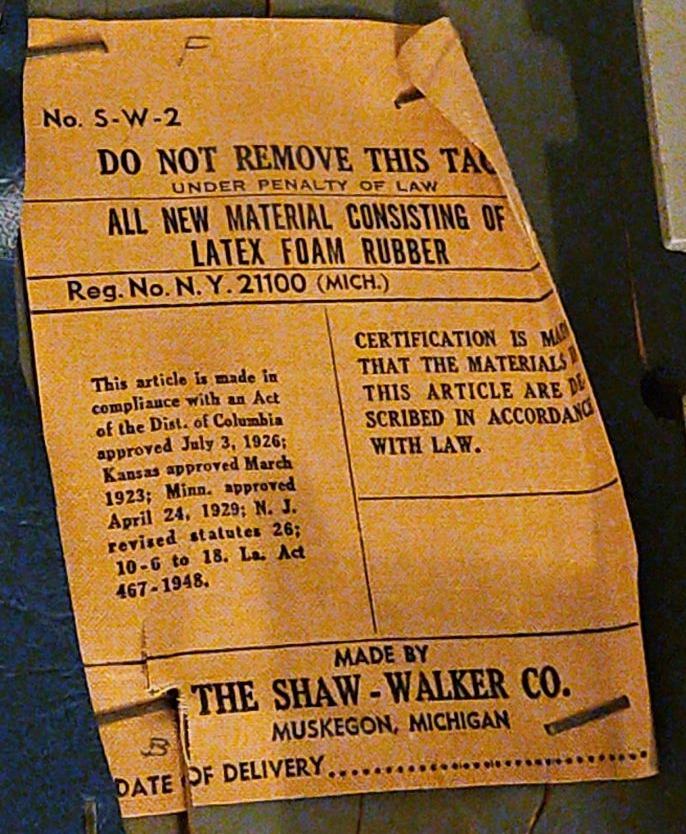 F
No. S-W-2
DO NOT REMOVE THIS TAG
UNDER PENALTY OF LAW
ALL NEW MATERIAL CONSISTING OF
LATEX FOAM RUBBER
Reg. No. N. Y. 21100 (MICH.)
This article is made in
compliance with an Act
of the Dist. of Columbia
approved July 3, 1926;
Kansas approved March
1923; Minn. approved
April 24, 1929; N. J.
revised statutes 26;
10-6 to 18. La. Act
467-1948.
CERTIFICATION IS MADE
THAT THE MATERIALS IN
THIS ARTICLE ARE DE
SCRIBED IN ACCORDANCE
WITH LAW.
MADE BY
THE SHAW-WALKER CO.
MUSKEGON, MICHIGAN
B
DATE OF DELIVERY